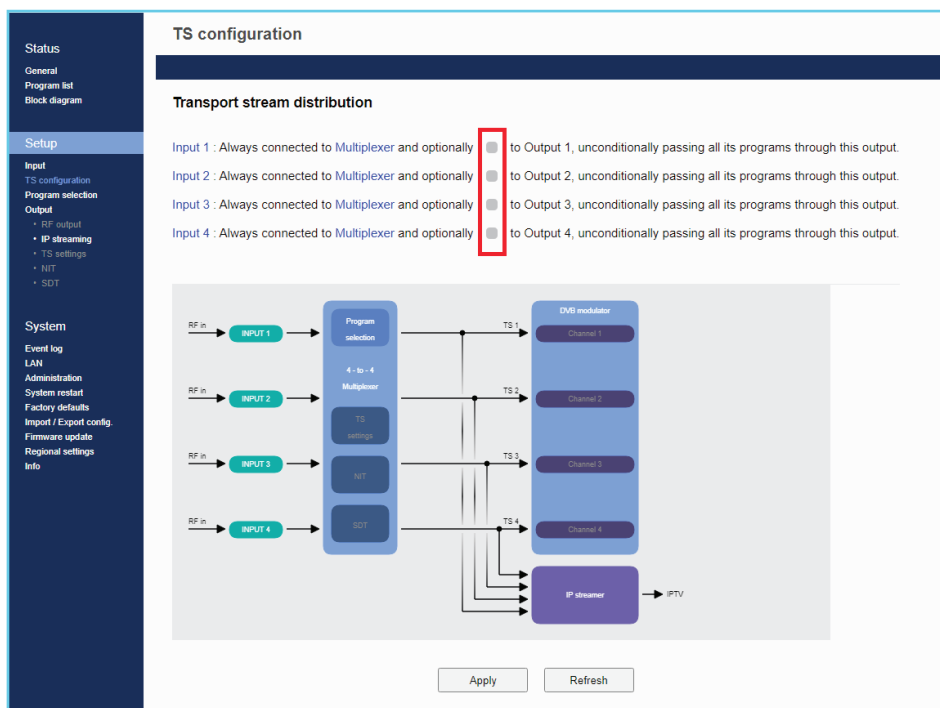 TS configuration
Status
General
Program list
Block diagram
Setup
Input
TS configuration
Program selection
Output
• RF output
• IP streaming
• TS settings
• NIT
• SDT
System
Event log
LAN
Administration
System restart
Factory defaults
Import / Export config.
Firmware update
Regional settings
Info
Transport stream distribution
Input 1 : Always connected to Multiplexer and optionally to Output 1, unconditionally passing all its programs through this output.
Input 2 : Always connected to Multiplexer and optionally to Output 2, unconditionally passing all its programs through this output.
Input 3 : Always connected to Multiplexer and optionally to Output 3, unconditionally passing all its programs through this output.
Input 4 : Always connected to Multiplexer and optionally to Output 4, unconditionally passing all its programs through this output.
RF in
INPUT 1
RF in
INPUT 2
RF in
INPUT 3
RF in
INPUT 4
Program
selection
4 - to - 4
Multiplexer
TS
settings
NIT
SDT
TS 1
TS 2
TS 3
TS 4
DVB modulator
Channel 1
Channel 2
Channel 3
Channel 4
IP streamer
IPTV
Apply
Refresh